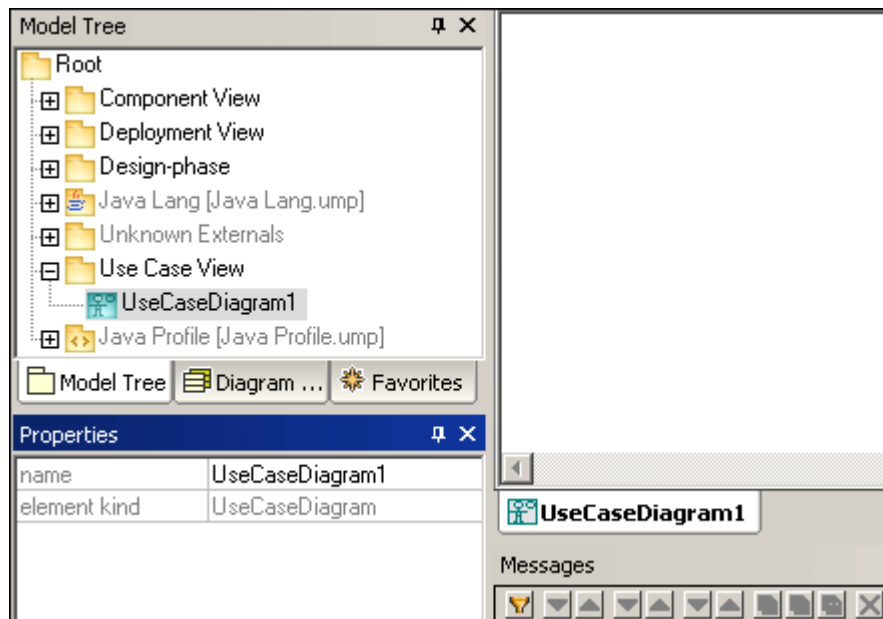 Model Tree
Root
Component View
Deployment View
Design-phase
Java Lang [Java Lang.ump]
Unknown Externals
Use Case View
UseCaseDiagram1
Java Profile [Java Profile.ump]
Model Tree Diagram ... Favorites
Properties
name UseCaseDiagram1
element kind UseCaseDiagram
UseCaseDiagram1
Messages